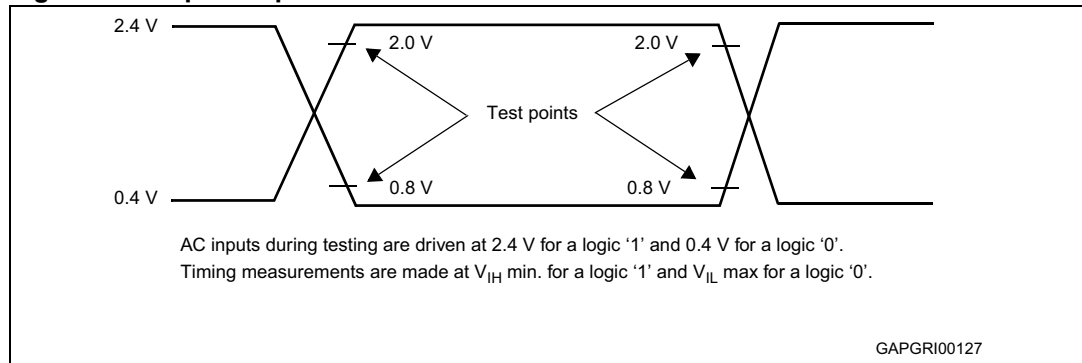 2.4 V
2.0 V
2.0 V
Test points
0.8 V
0.8 V
0.4 V
AC inputs during testing are driven at 2.4 V for a logic ‘1’ and 0.4 V for a logic ‘0’.
Timing measurements are made at VIH min. for a logic ‘1’ and VIL max for a logic ‘0’.
GAPGRI00127